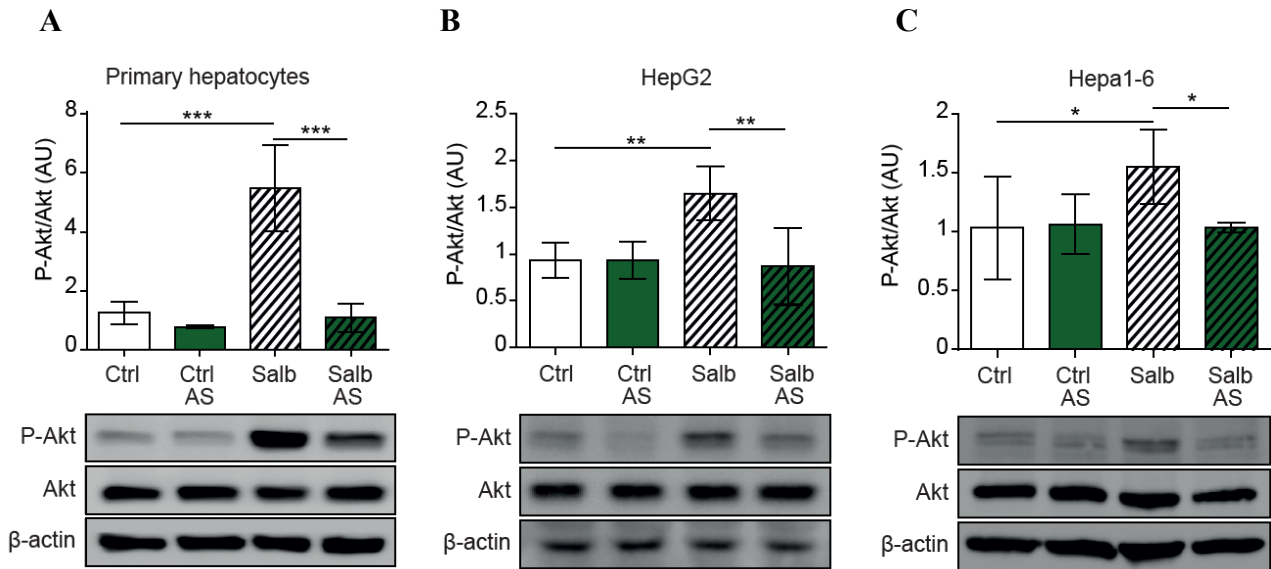 A
Primary hepatocytes
P-Akt/Akt (AU)
8
6
4
2
0
***
***
Ctrl
Ctrl
AS
Salb
Salb
AS
P-Akt
Akt
β-actin
B
HepG2
P-Akt/Akt (AU)
2.5
2
1.5
1
0.5
0
**
**
Ctrl
Ctrl
AS
Salb
Salb
AS
P-Akt
Akt
β-actin
C
Hepa1-6
P-Akt/Akt (AU)
2
1.5
1
0.5
0
*
*
Ctrl
Ctrl
AS
Salb
Salb
AS
P-Akt
Akt
β-actin